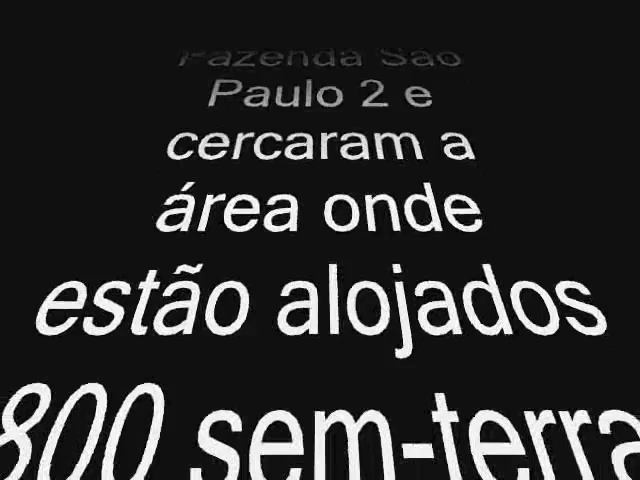 Fazenda São
Paulo 2 e
cercaram a
área onde
estão alojados
800 sem-terra